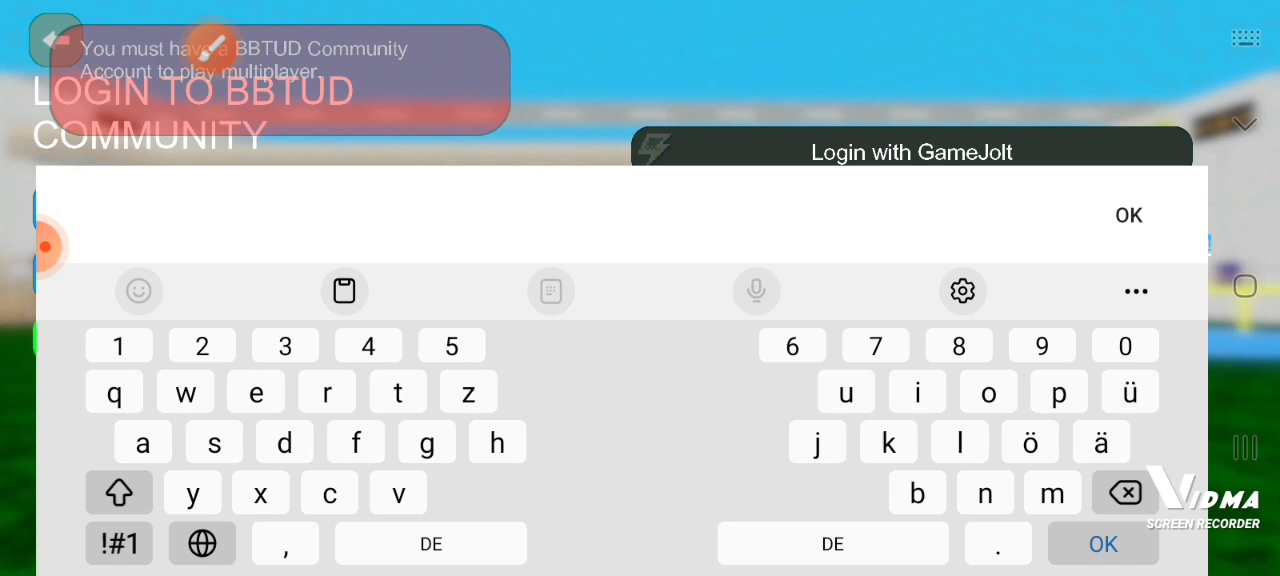 You must have a BBTUD Community
Account to play multiplayer.
LOGIN TO BBTUD
COMMUNITY
Login with GameJolt
OK
1 2 3 4 5 6 7 8 9 0
q w e r t z u i o p ü
a s d f g h j k l ö ä
y x c v b n m
!#1 , DE DE . OK
VIDMA
SCREEN RECORDER